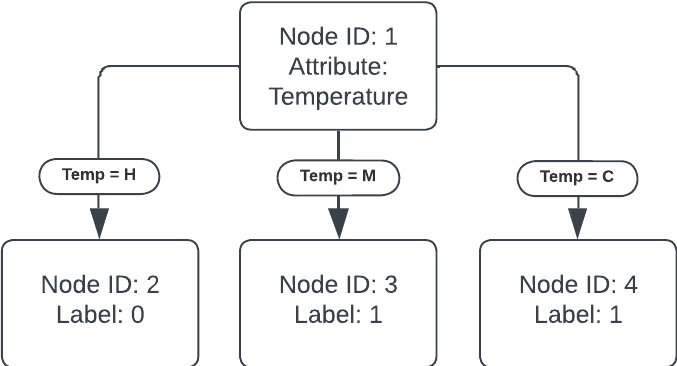 Node ID: 1
Attribute:
Temperature
Temp = H
Temp = M
Temp = C
Node ID: 2
Label: 0
Node ID: 3
Label: 1
Node ID: 4
Label: 1